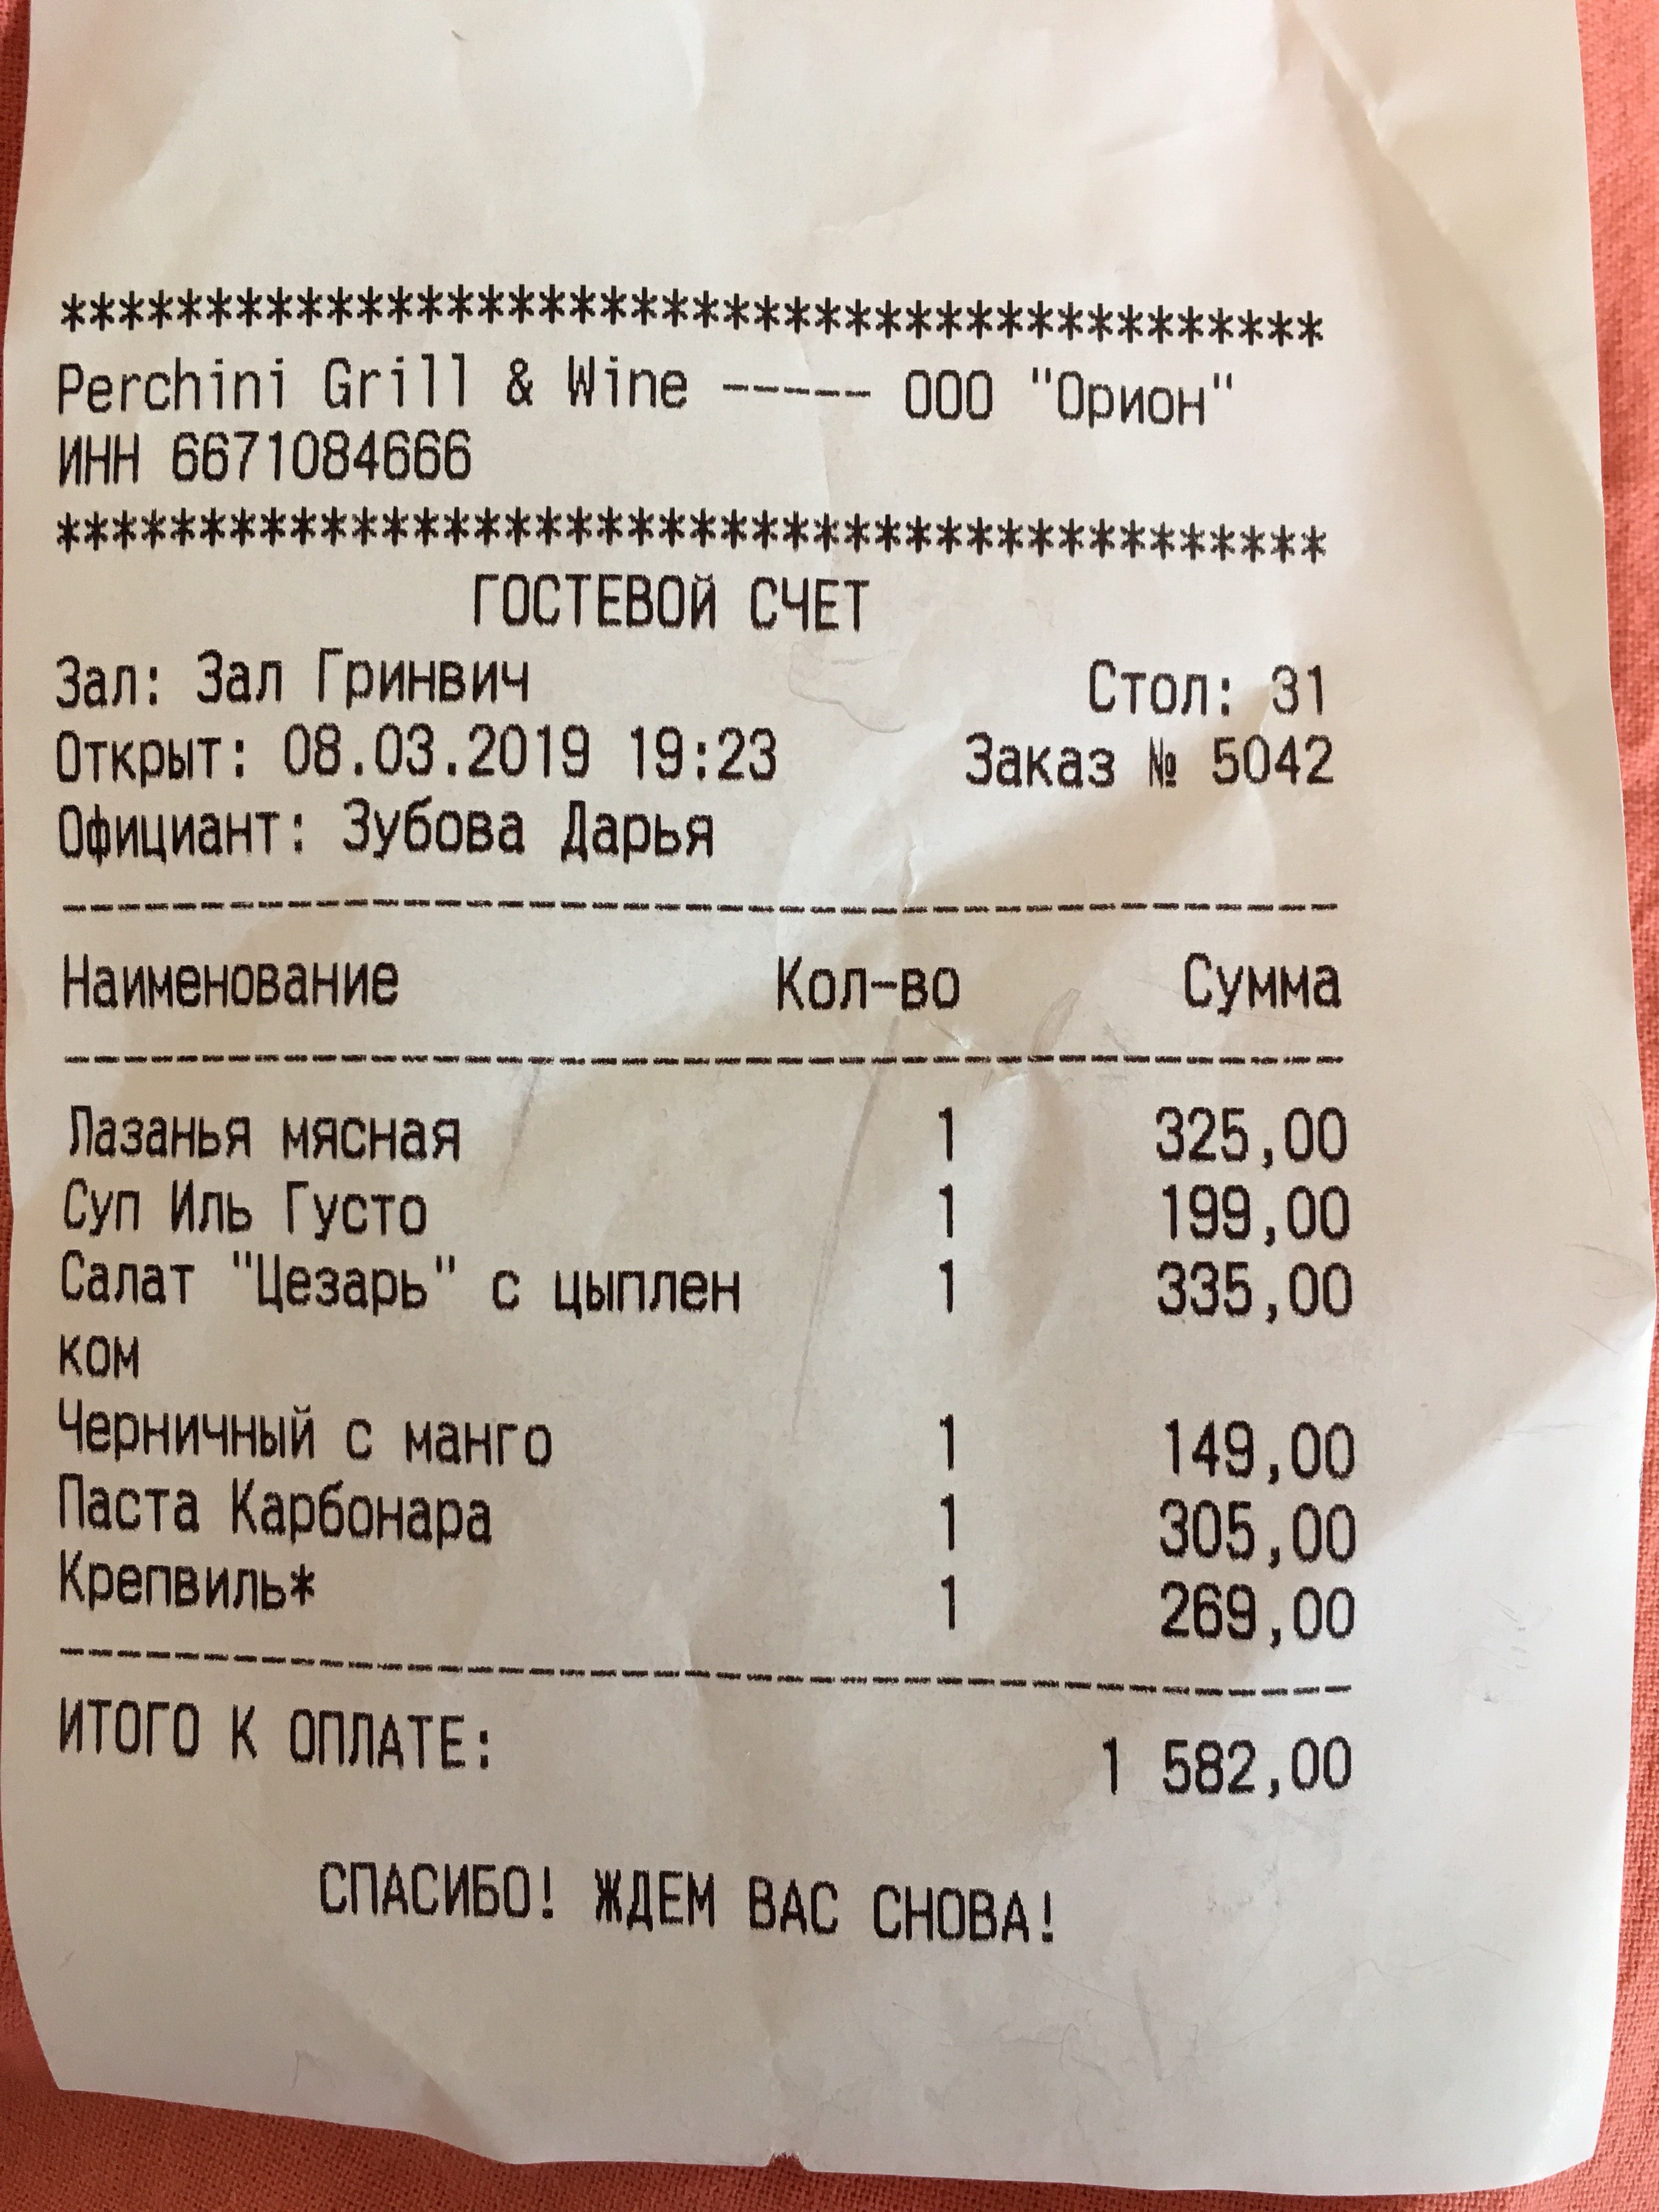 ******************************************
Perchini Grill & Wine ----- ООО "Орион"
ИНН 6671084666
******************************************
ГОСТЕВОЙ СЧЕТ
Зал: Зал Гринвич Стол: 31
Открыт: 08.03.2019 19:23 Заказ № 5042
Официант: Зубова Дарья
------------------------------------------
Наименование Кол-во Сумма
------------------------------------------
Лазанья мясная 1 325,00
Суп Иль Густо 1 199,00
Салат "Цезарь" с цыплен 1 335,00
ком
Черничный с манго 1 149,00
Паста Карбонара 1 305,00
Крепвиль* 1 269,00
------------------------------------------
ИТОГО К ОПЛАТЕ: 1 582,00
СПАСИБО! ЖДЕМ ВАС СНОВА!